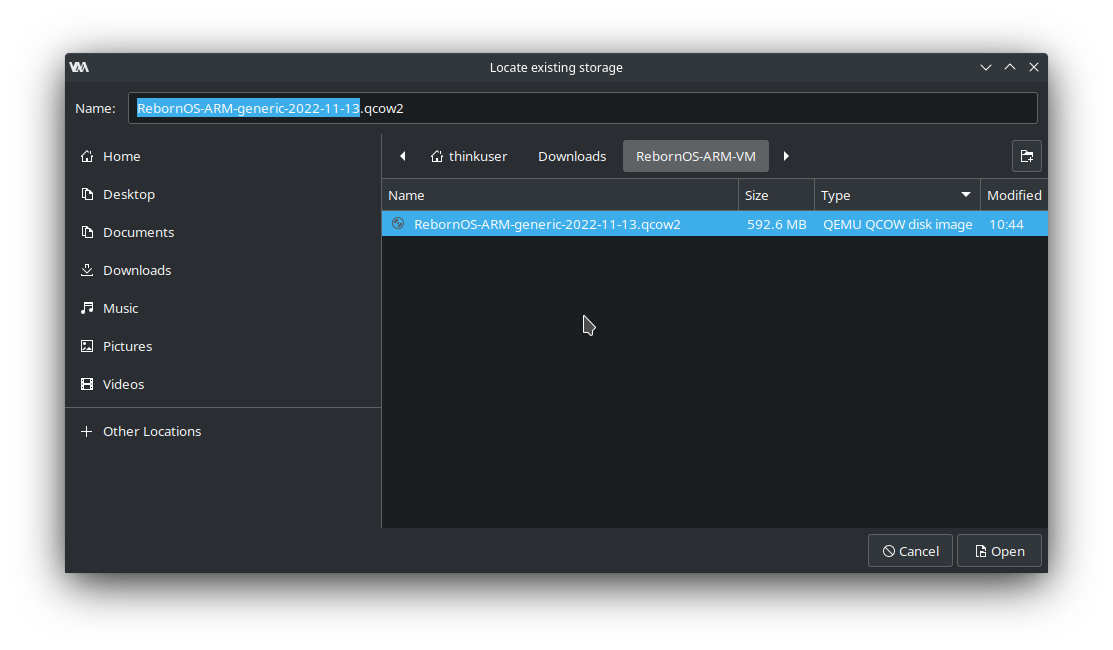 Locate existing storage
Name: RebornOS-ARM-generic-2022-11-13.qcow2
Home
Desktop
Documents
Downloads
Music
Pictures
Videos
Other Locations
thinkuser Downloads RebornOS-ARM-VM
Name Size Type Modified
RebornOS-ARM-generic-2022-11-13.qcow2 592.6 MB QEMU QCOW disk image 10:44
Cancel Open